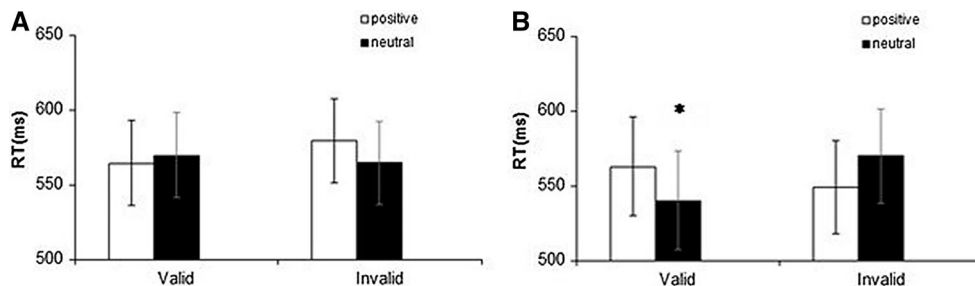 A
positive
neutral
650
600
550
500
RT(ms)
Valid
Invalid
B
positive
neutral
650
600
550
500
RT(ms)
*
Valid
Invalid